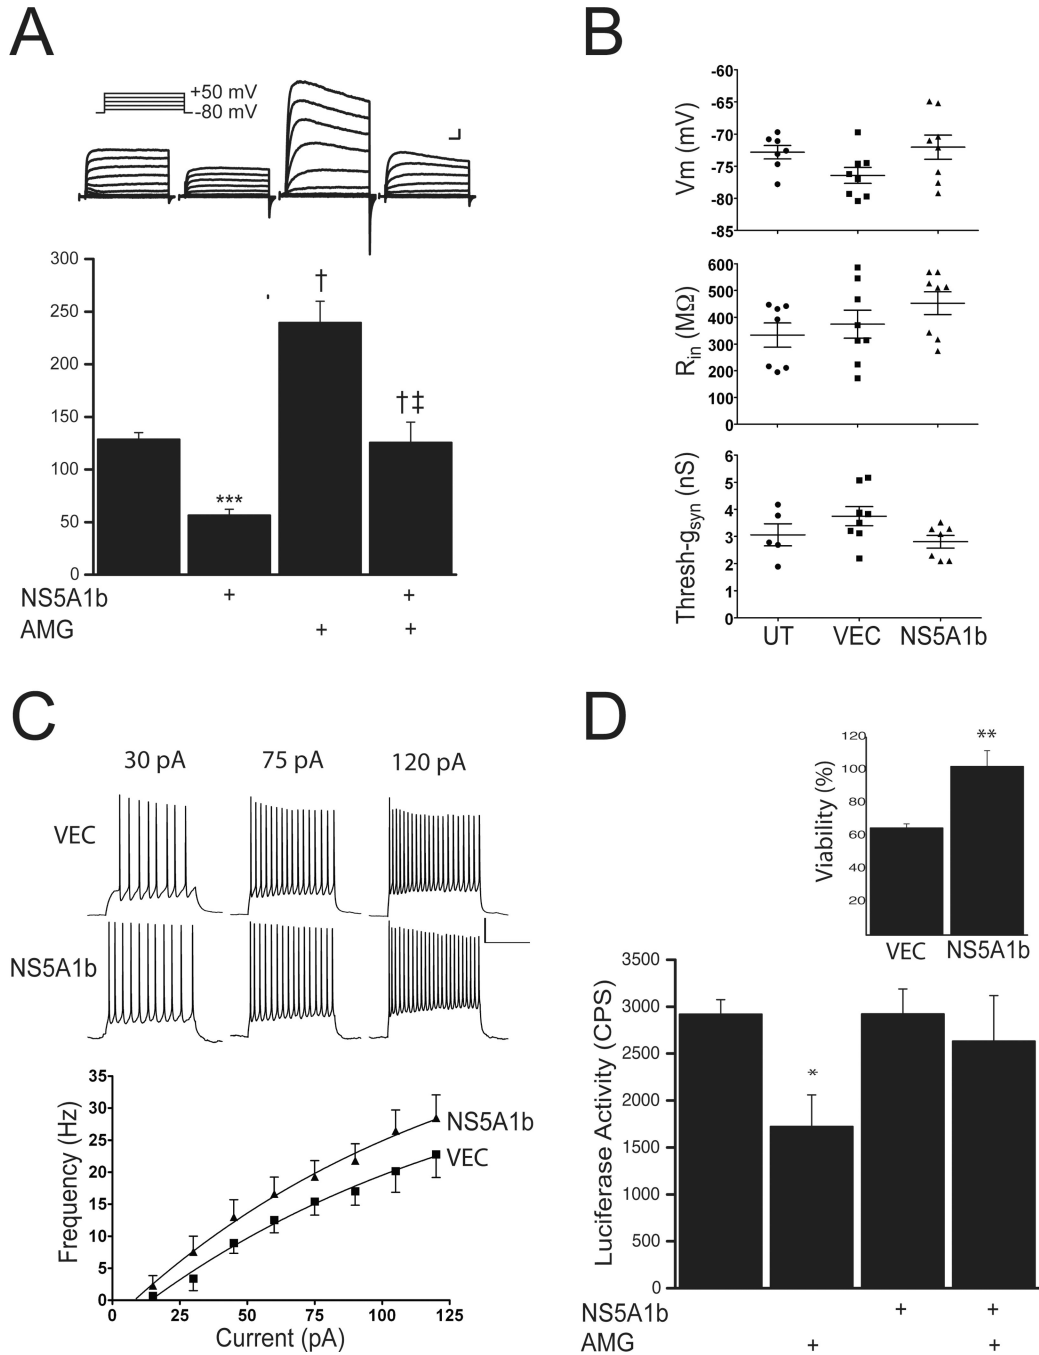 A
+50 mV
-80 mV
300
250
200
150
100
50
0
†
†‡
***
NS5A1b + +
AMG + +
B
Vm (mV)
-60
-65
-70
-75
-80
-85
Rin (MΩ)
600
500
400
300
200
100
0
Thresh-gsyn (nS)
6
5
4
3
2
1
0
UT VEC NS5A1b
C
30 pA 75 pA 120 pA
VEC
NS5A1b
Frequency (Hz)
35
30
25
20
15
10
5
0
NS5A1b
VEC
0 25 50 75 100 125
Current (pA)
D
Viability (%)
120
100
80
60
40
20
**
VEC NS5A1b
Luciferase Activity (CPS)
3500
3000
2500
2000
1500
1000
500
0
*
NS5A1b + +
AMG + +